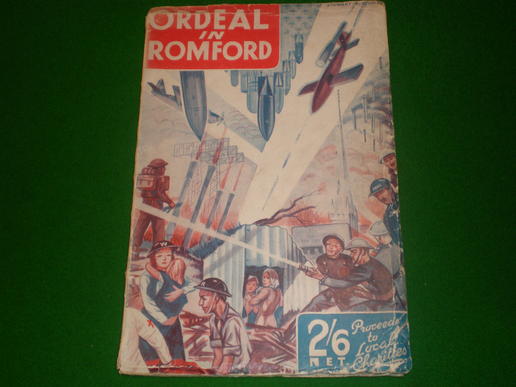 ORDEAL
IN
ROMFORD
2/6
NET
Proceeds
to
Local
Charities
W